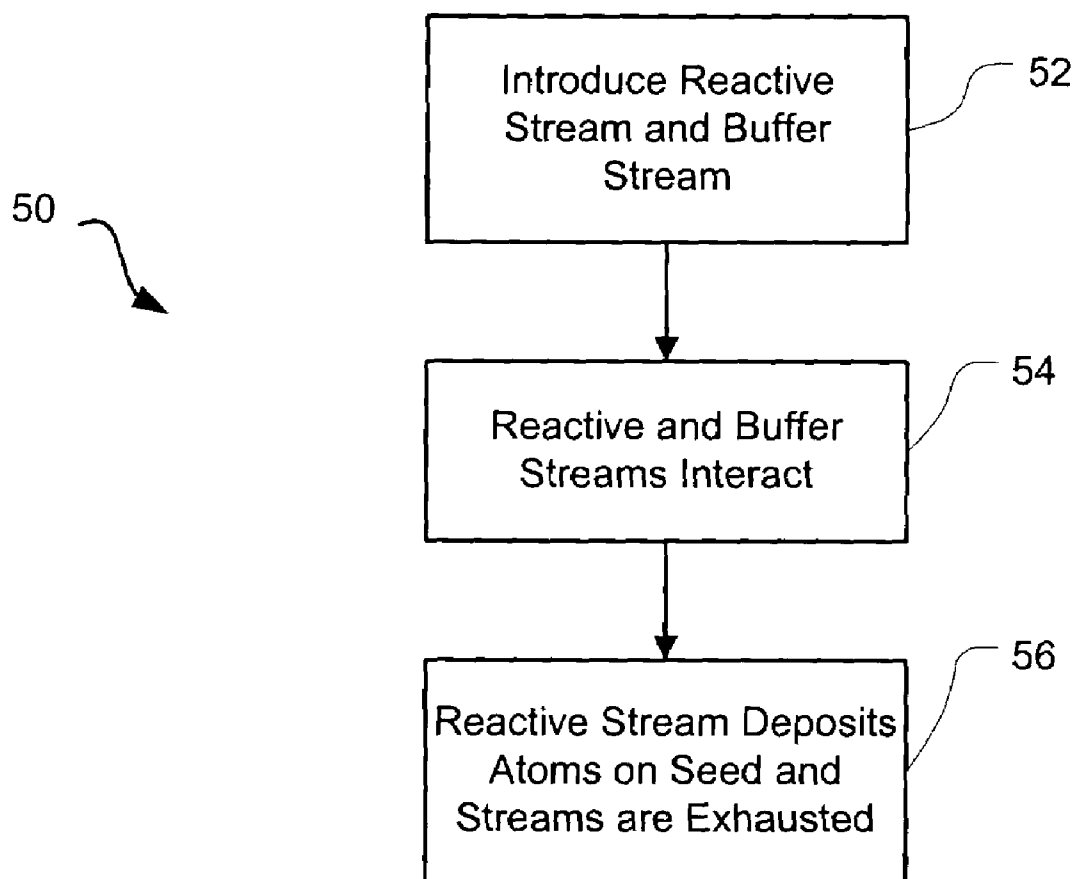 Introduce Reactive
Stream and Buffer
Stream
52
50
Reactive and Buffer
Streams Interact
54
Reactive Stream Deposits
Atoms on Seed and
Streams are Exhausted
56